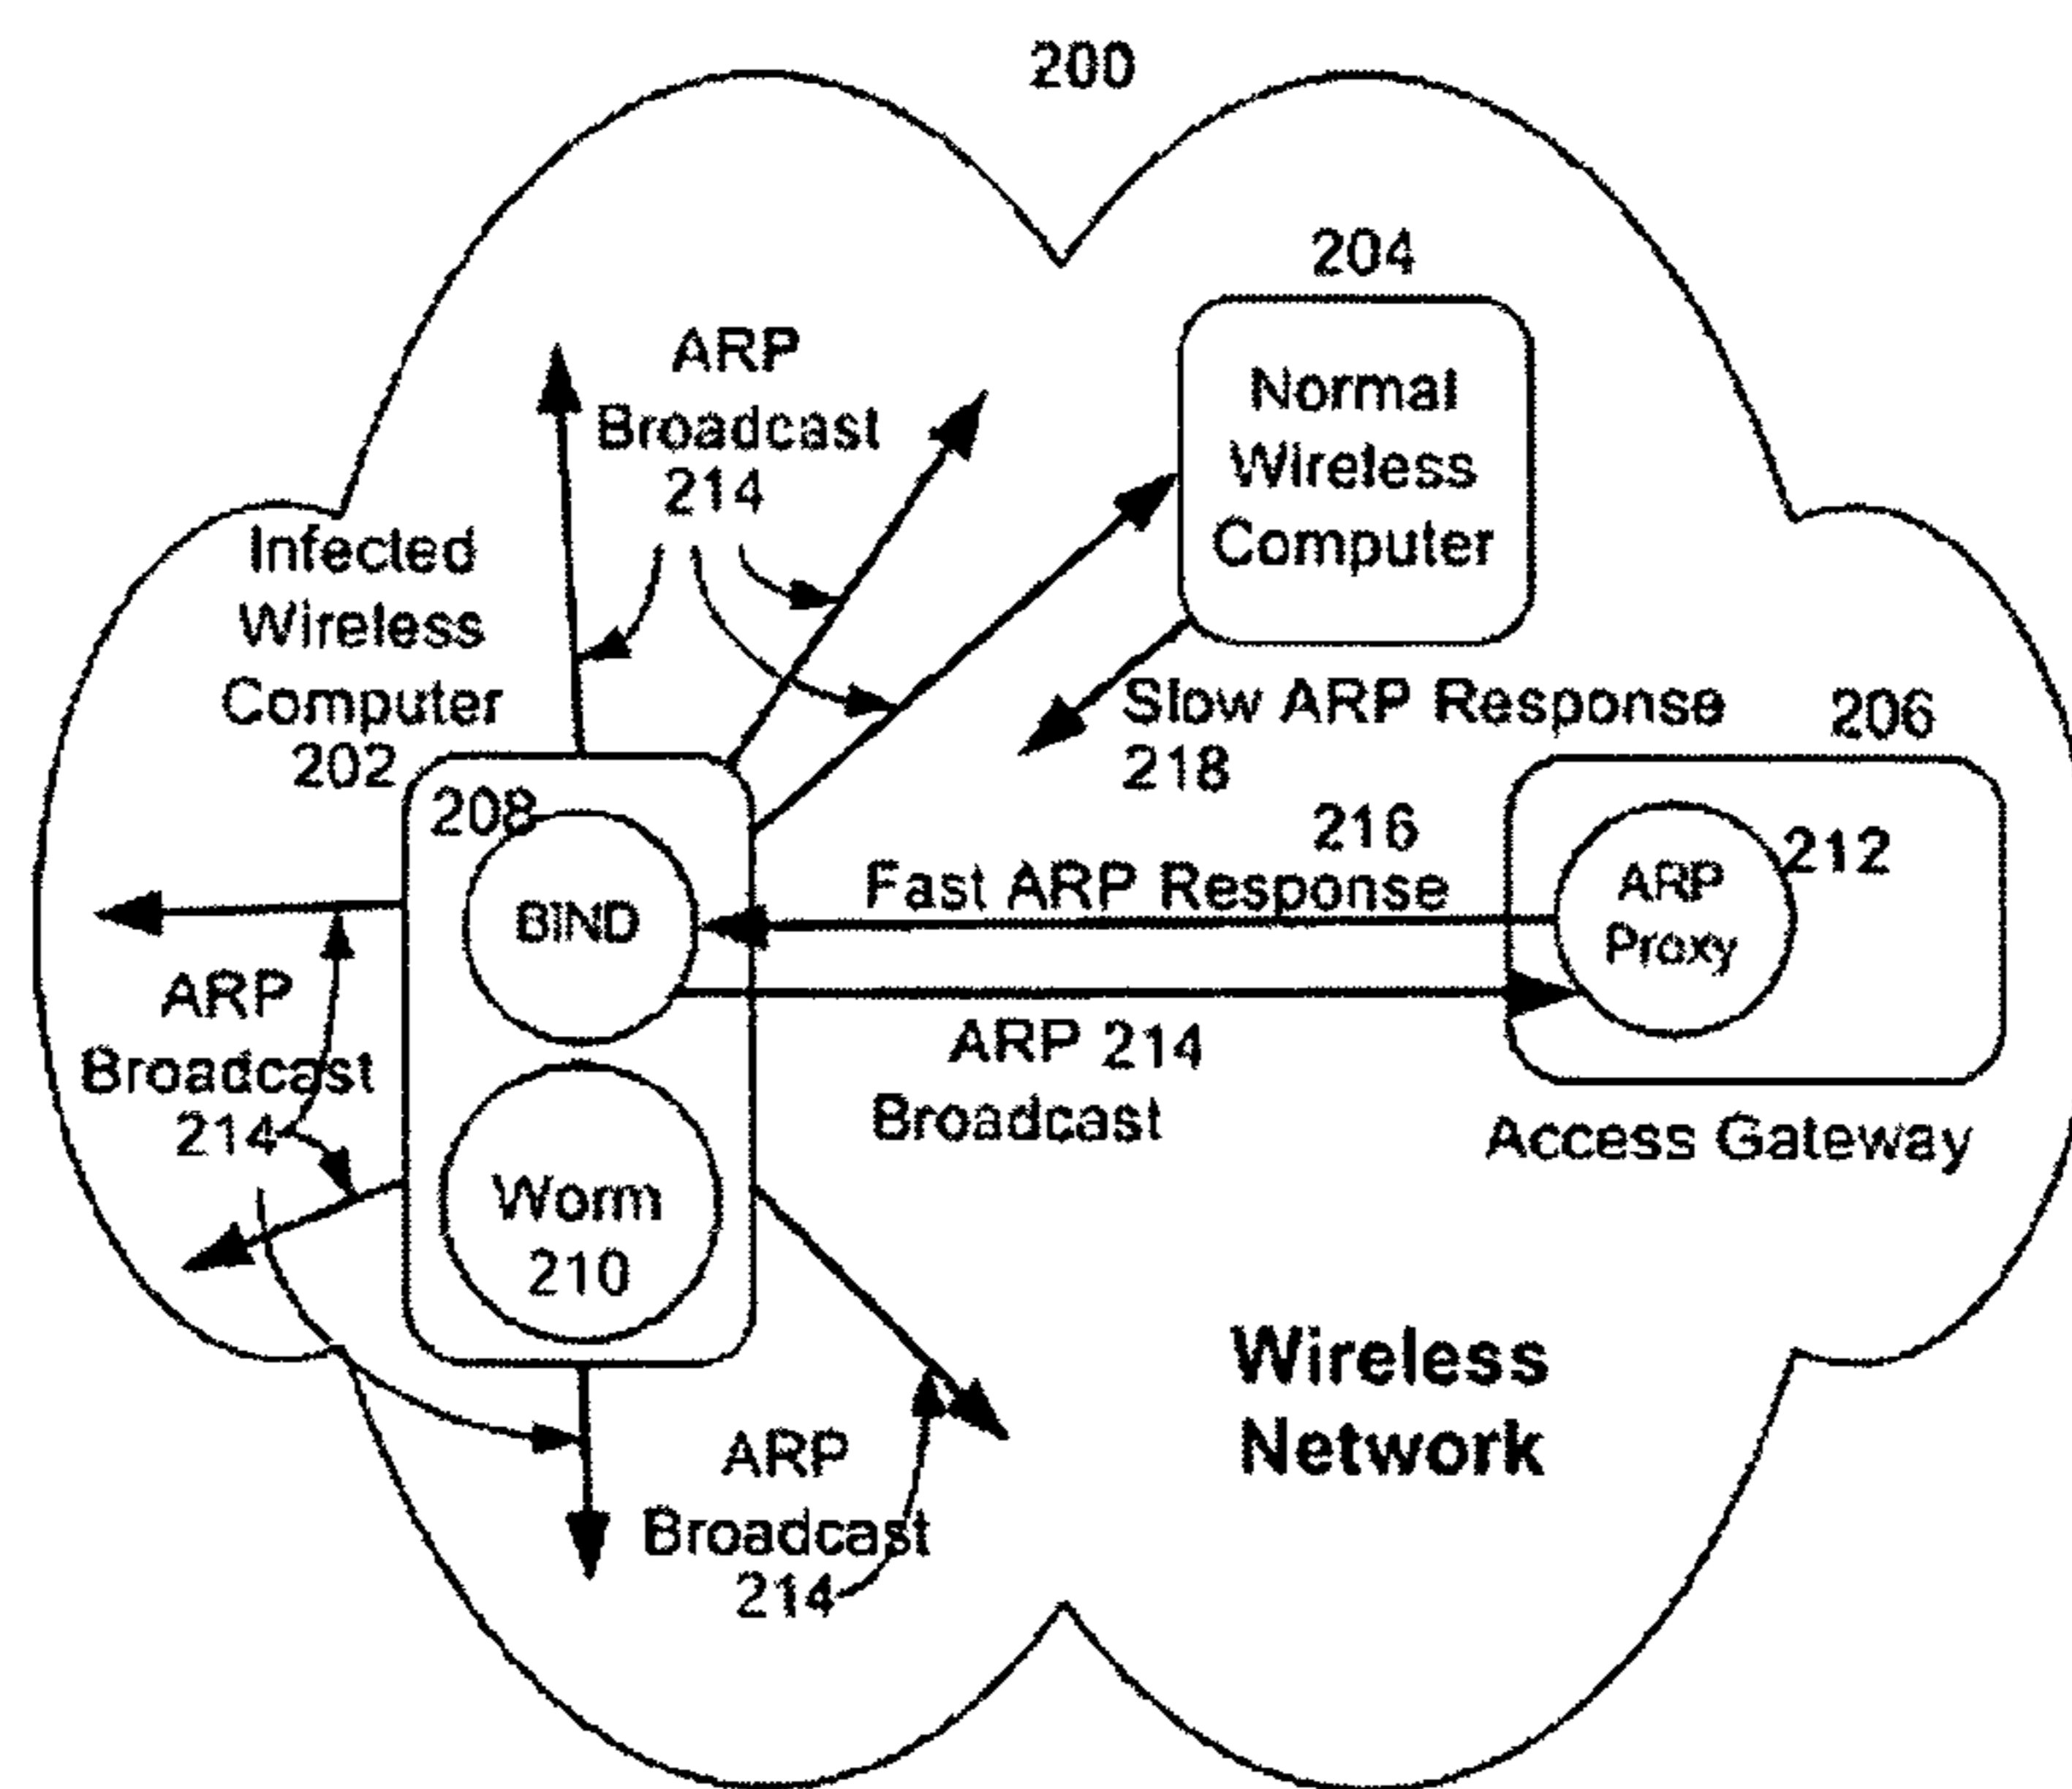 200
204
Normal
Wireless
Computer
ARP
Broadcast
214
Infected
Wireless
Computer
202
Slow ARP Response
218
206
208
BIND
216
Fast ARP Response
212
ARP
Proxy
ARP
Broadcast
214
ARP 214
Broadcast
Access Gateway
Worm
210
Wireless
Network
ARP
Broadcast
214